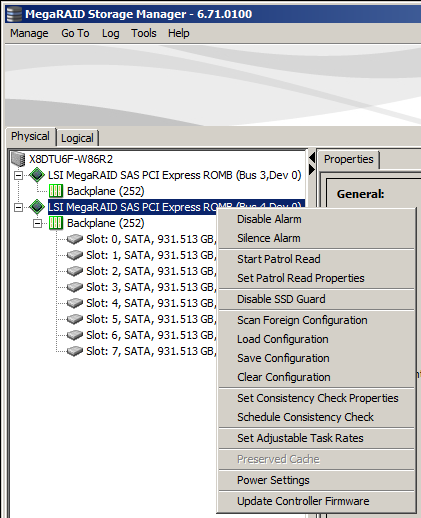 MegaRAID Storage Manager - 6.71.0100
Manage Go To Log Tools Help
Physical Logical
X8DTU6F-W86R2
LSI MegaRAID SAS PCI Express ROMB (Bus 3,Dev 0)
Backplane (252)
LSI MegaRAID SAS PCI Express ROMB (Bus 4,Dev 0)
Backplane (252)
Slot: 0, SATA, 931.513 GB,
Slot: 1, SATA, 931.513 GB,
Slot: 2, SATA, 931.513 GB,
Slot: 3, SATA, 931.513 GB,
Slot: 4, SATA, 931.513 GB,
Slot: 5, SATA, 931.513 GB,
Slot: 6, SATA, 931.513 GB,
Slot: 7, SATA, 931.513 GB,
Properties
General:
Disable Alarm
Silence Alarm
Start Patrol Read
Set Patrol Read Properties
Disable SSD Guard
Scan Foreign Configuration
Load Configuration
Save Configuration
Clear Configuration
Set Consistency Check Properties
Schedule Consistency Check
Set Adjustable Task Rates
Preserved Cache
Power Settings
Update Controller Firmware